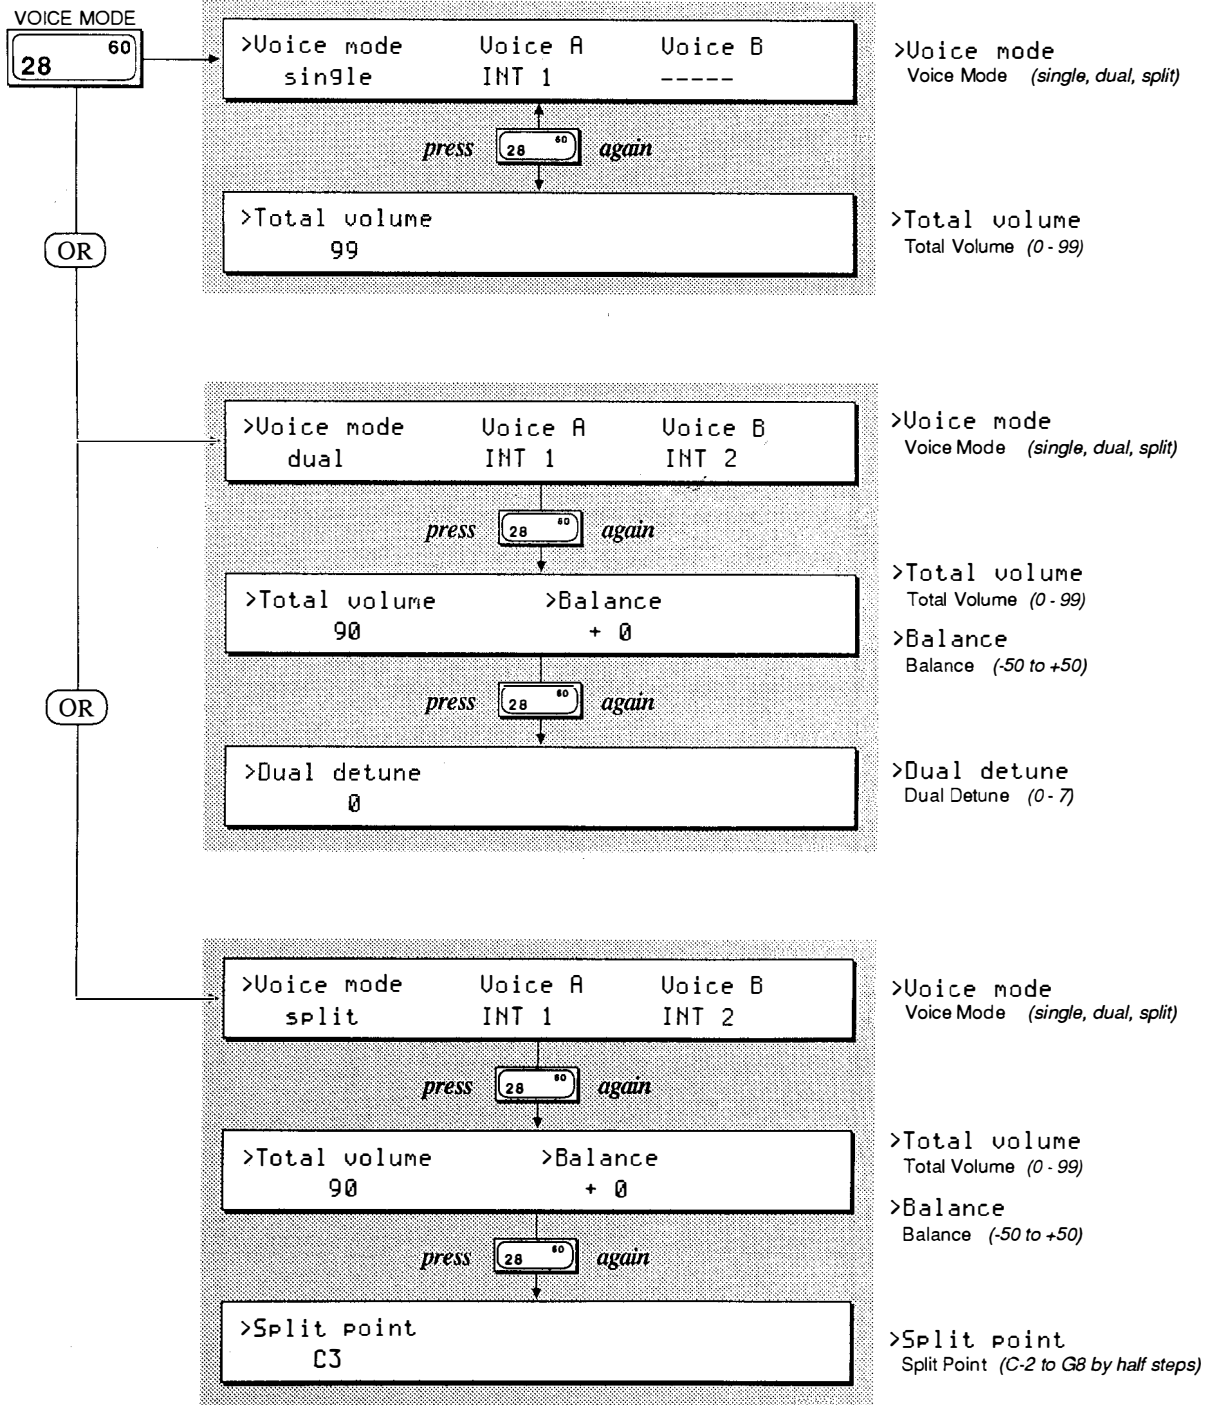 VOICE MODE
28 60
>Voice mode Voice A Voice B
single INT 1 -----
>Voice mode
Voice Mode (single, dual, split)
press 28 60 again
>Total volume
99
>Total volume
Total Volume (0 - 99)
OR
>Voice mode Voice A Voice B
dual INT 1 INT 2
>Voice mode
Voice Mode (single, dual, split)
press 28 60 again
>Total volume >Balance
90 + 0
>Total volume
Total Volume (0 - 99)
>Balance
Balance (-50 to +50)
OR
press 28 60 again
>Dual detune
0
>Dual detune
Dual Detune (0 - 7)
>Voice mode Voice A Voice B
split INT 1 INT 2
>Voice mode
Voice Mode (single, dual, split)
press 28 60 again
>Total volume >Balance
90 + 0
>Total volume
Total Volume (0 - 99)
>Balance
Balance (-50 to +50)
press 28 60 again
>Split point
C3
>Split point
Split Point (C-2 to G8 by half steps)